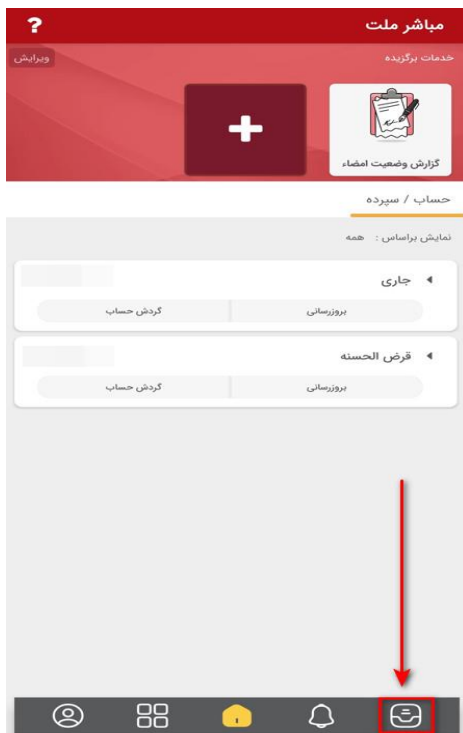 مباشر ملت
?
خدمات برگزیده
ویرایش
گزارش وضعیت امضاء
حساب / سپرده
نمایش براساس : همه
جاری
بروزرسانی
گردش حساب
قرض الحسنه
بروزرسانی
گردش حساب